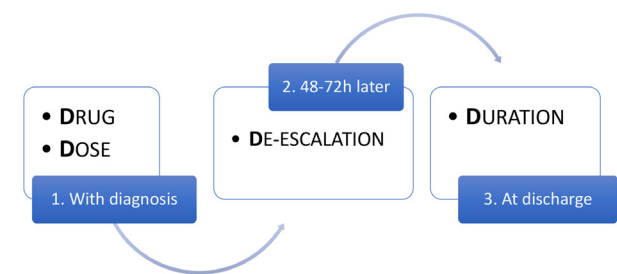 • DRUG
• DOSE
1. With diagnosis
2. 48-72h later
• DE-ESCALATION
• DURATION
3. At discharge